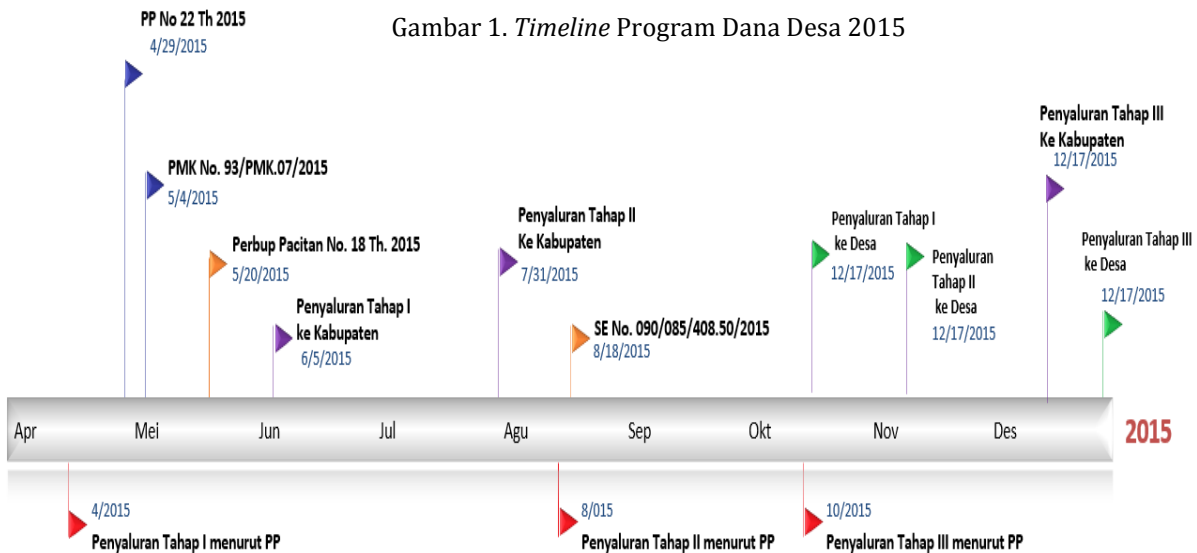 Gambar 1. Timeline Program Dana Desa 2015
PP No 22 Th 2015
4/29/2015
PMK No. 93/PMK.07/2015
5/4/2015
Perbup Pacitan No. 18 Th. 2015
5/20/2015
Penyaluran Tahap I
ke Kabupaten
6/5/2015
Penyaluran Tahap II
Ke Kabupaten
7/31/2015
SE No. 090/085/408.50/2015
8/18/2015
Penyaluran Tahap I
ke Desa
12/17/2015
Penyaluran
Tahap II
ke Desa
12/17/2015
Penyaluran Tahap III
Ke Kabupaten
12/17/2015
Penyaluran Tahap III
ke Desa
12/17/2015
Apr Mei Jun Jul Agu Sep Okt Nov Des 2015
4/2015
Penyaluran Tahap I menurut PP
8/015
Penyaluran Tahap II menurut PP
10/2015
Penyaluran Tahap III menurut PP